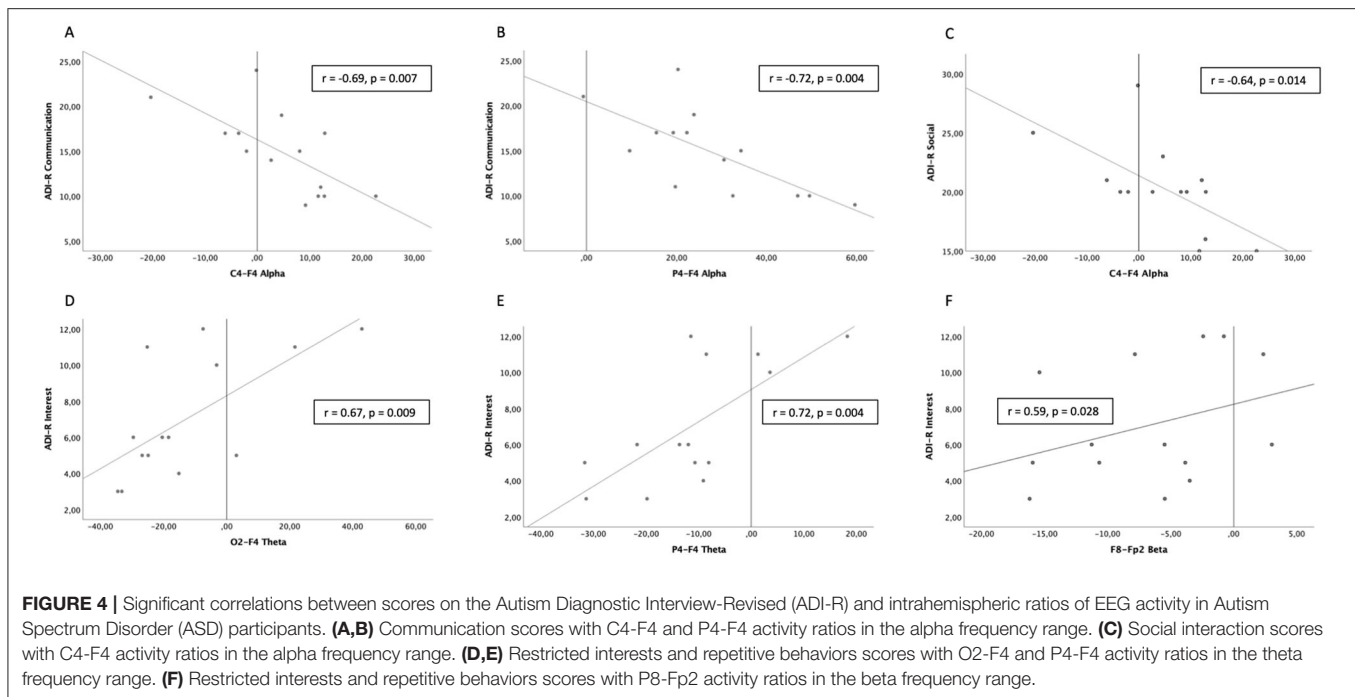 A
25,00
20,00
15,00
10,00
5,00
ADI-R Communication
r = -0.69, p = 0.007
-30,00 -20,00 -10,00 ,00 10,00 20,00 30,00
C4-F4 Alpha
B
25,00
20,00
15,00
10,00
5,00
ADI-R Communication
r = -0.72, p = 0.004
,00 20,00 40,00 60,00
P4-F4 Alpha
C
30,00
25,00
20,00
15,00
ADI-R Social
r = -0.64, p = 0.014
-30,00 -20,00 -10,00 ,00 10,00 20,00 30,00
C4-F4 Alpha
D
12,00
10,00
8,00
6,00
4,00
2,00
ADI-R Interest
r = 0.67, p = 0.009
-40,00 -20,00 ,00 20,00 40,00 60,00
O2-F4 Theta
E
12,00
10,00
8,00
6,00
4,00
2,00
ADI-R Interest
r = 0.72, p = 0.004
-40,00 -30,00 -20,00 -10,00 ,00 10,00 20,00
P4-F4 Theta
F
12,00
10,00
8,00
6,00
4,00
2,00
ADI-R Interest
r = 0.59, p = 0.028
-20,00 -15,00 -10,00 -5,00 ,00 5,00
F8-Fp2 Beta
FIGURE 4 | Significant correlations between scores on the Autism Diagnostic Interview-Revised (ADI-R) and intrahemispheric ratios of EEG activity in Autism
Spectrum Disorder (ASD) participants. (A,B) Communication scores with C4-F4 and P4-F4 activity ratios in the alpha frequency range. (C) Social interaction scores
with C4-F4 activity ratios in the alpha frequency range. (D,E) Restricted interests and repetitive behaviors scores with O2-F4 and P4-F4 activity ratios in the theta
frequency range. (F) Restricted interests and repetitive behaviors scores with P8-Fp2 activity ratios in the beta frequency range.